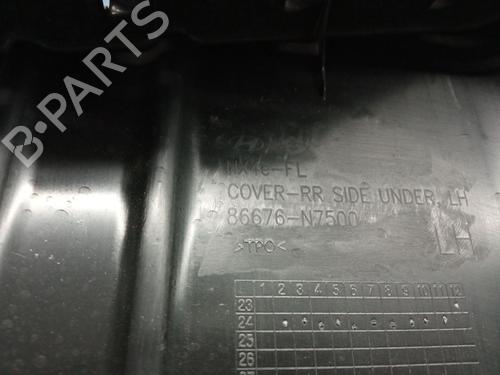 B-PARTS
NX4e-FL
COVER-RR SIDE UNDER, LH
86676-N7500
>TPO<
LH
1 2 3 4 5 6 7 8 9 10 11 12
23
24
25
26